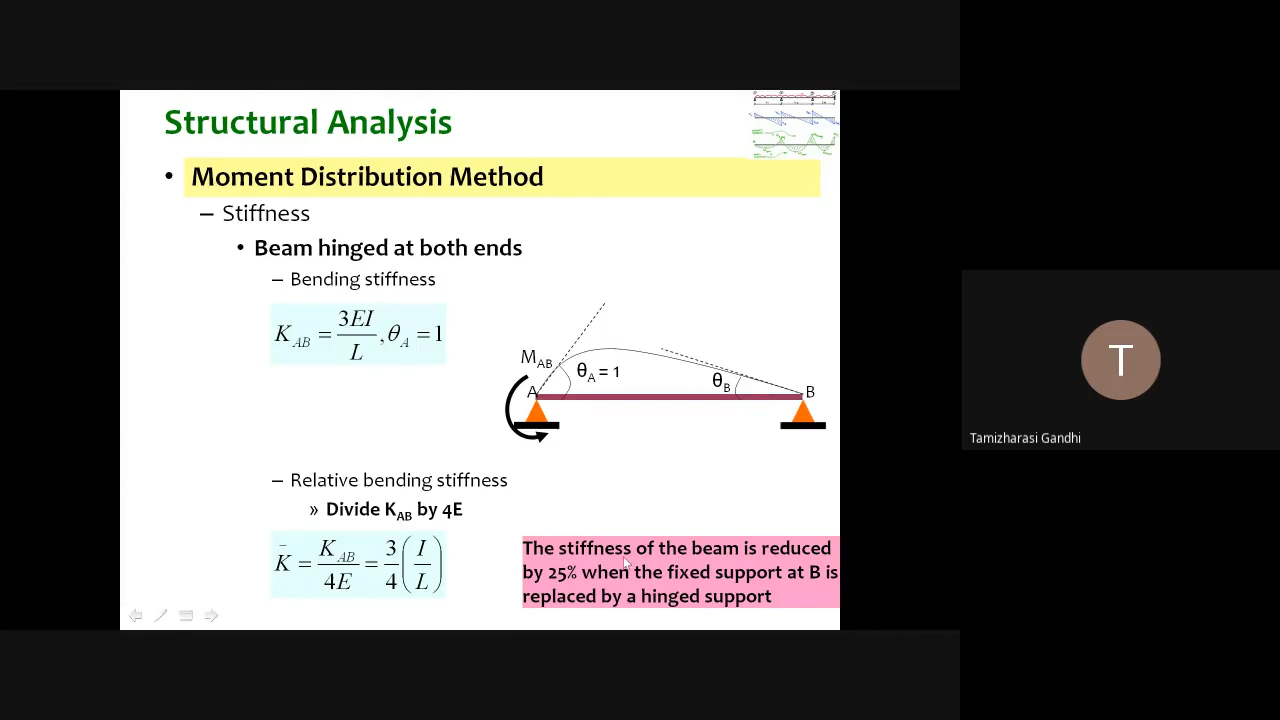 Structural Analysis
• Moment Distribution Method
– Stiffness
• Beam hinged at both ends
– Bending stiffness
K_AB = 3EI/L , θ_A = 1
M_AB
θ_A = 1
θ_B
A
B
– Relative bending stiffness
» Divide K_AB by 4E
K̄ = K_AB/4E = 3/4 (I/L)
The stiffness of the beam is reduced
by 25% when the fixed support at B is
replaced by a hinged support
T
Tamizharasi Gandhi